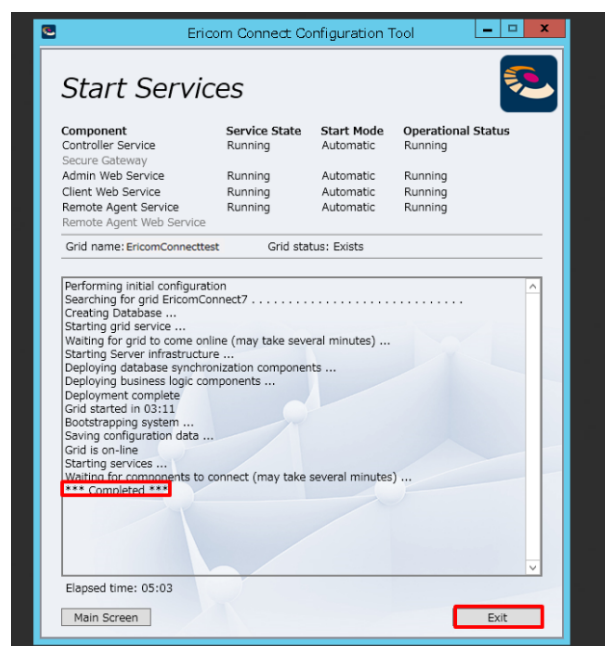 Ericom Connect Configuration Tool
Start Services
Component Service State Start Mode Operational Status
Controller Service Running Automatic Running
Secure Gateway
Admin Web Service Running Automatic Running
Client Web Service Running Automatic Running
Remote Agent Service Running Automatic Running
Remote Agent Web Service
Grid name: EricomConnecttest Grid status: Exists
Performing initial configuration
Searching for grid EricomConnect7 . . . . . . . . . . . . . . . . . . . . . . . . . . . . . .
Creating Database ...
Starting grid service ...
Waiting for grid to come online (may take several minutes) ...
Starting Server infrastructure ...
Deploying database synchronization components ...
Deploying business logic components ...
Deployment complete
Grid started in 03:11
Bootstrapping system ...
Saving configuration data ...
Grid is on-line
Starting services ...
Waiting for components to connect (may take several minutes) ...
*** Completed ***
Elapsed time: 05:03
Main Screen Exit